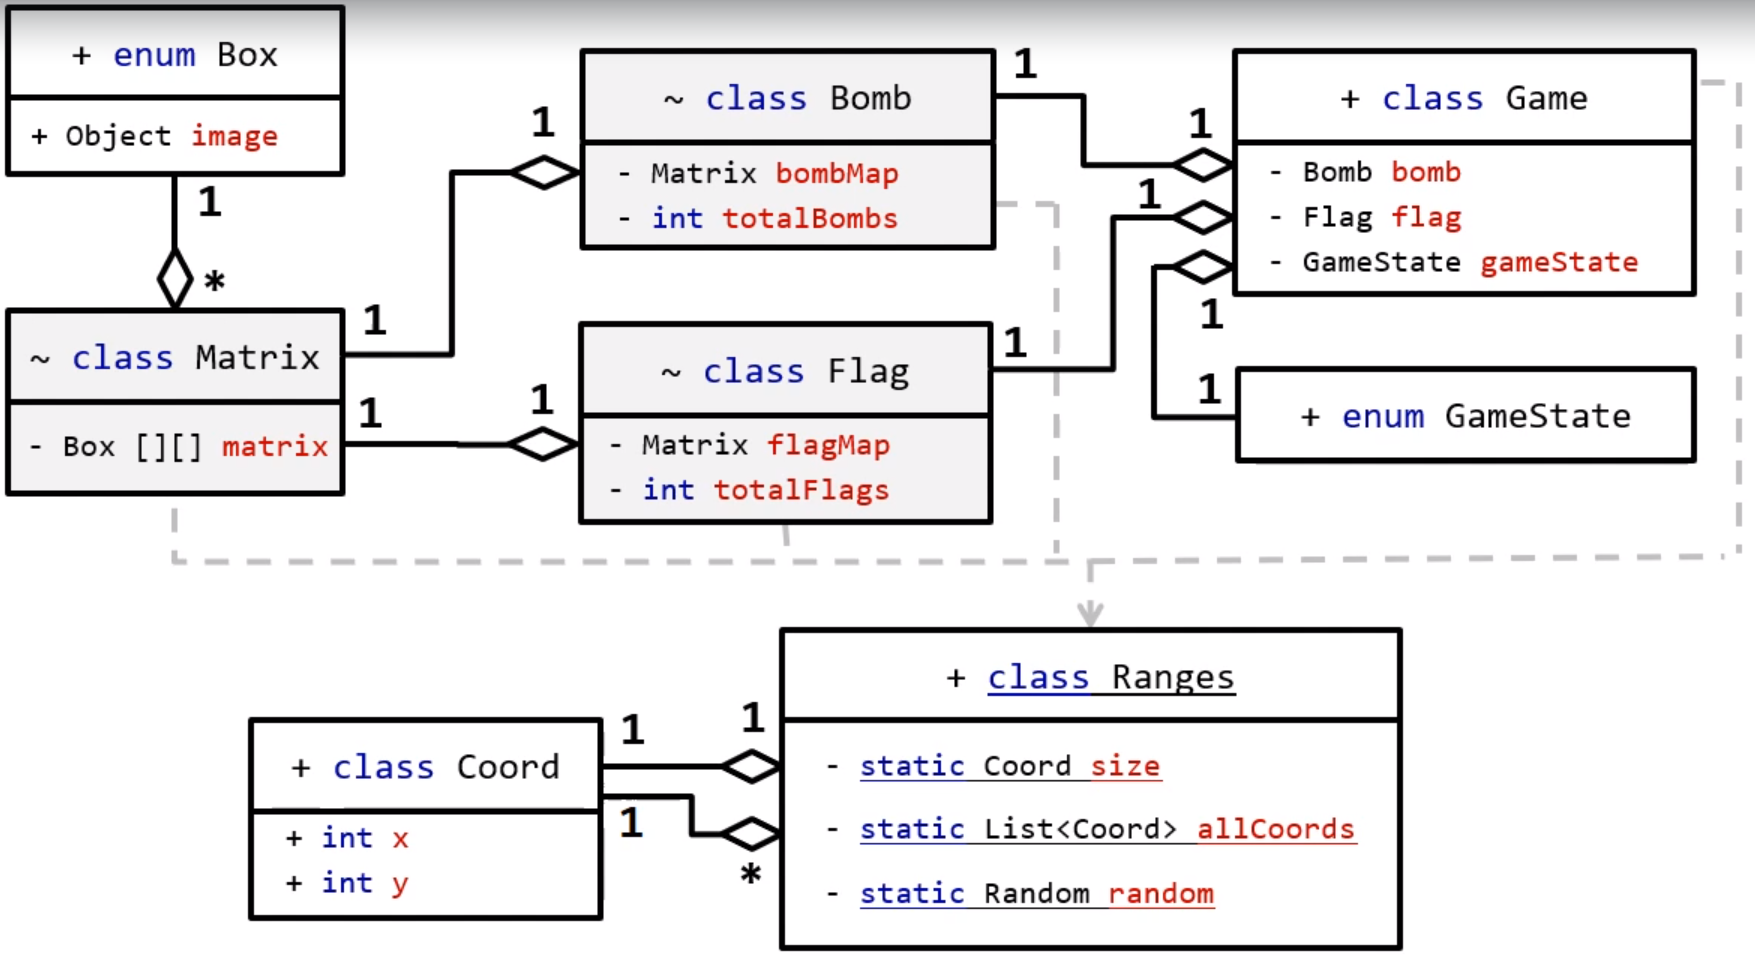 + enum Box
+ Object image
1
*
~ class Matrix
- Box [][] matrix
1
1
1
1
~ class Bomb
- Matrix bombMap
- int totalBombs
1
~ class Flag
- Matrix flagMap
- int totalFlags
1
1
1
1
1
+ class Game
- Bomb bomb
- Flag flag
- GameState gameState
+ enum GameState
+ class Coord
+ int x
+ int y
1
1
1
*
+ class Ranges
- static Coord size
- static List<Coord> allCoords
- static Random random